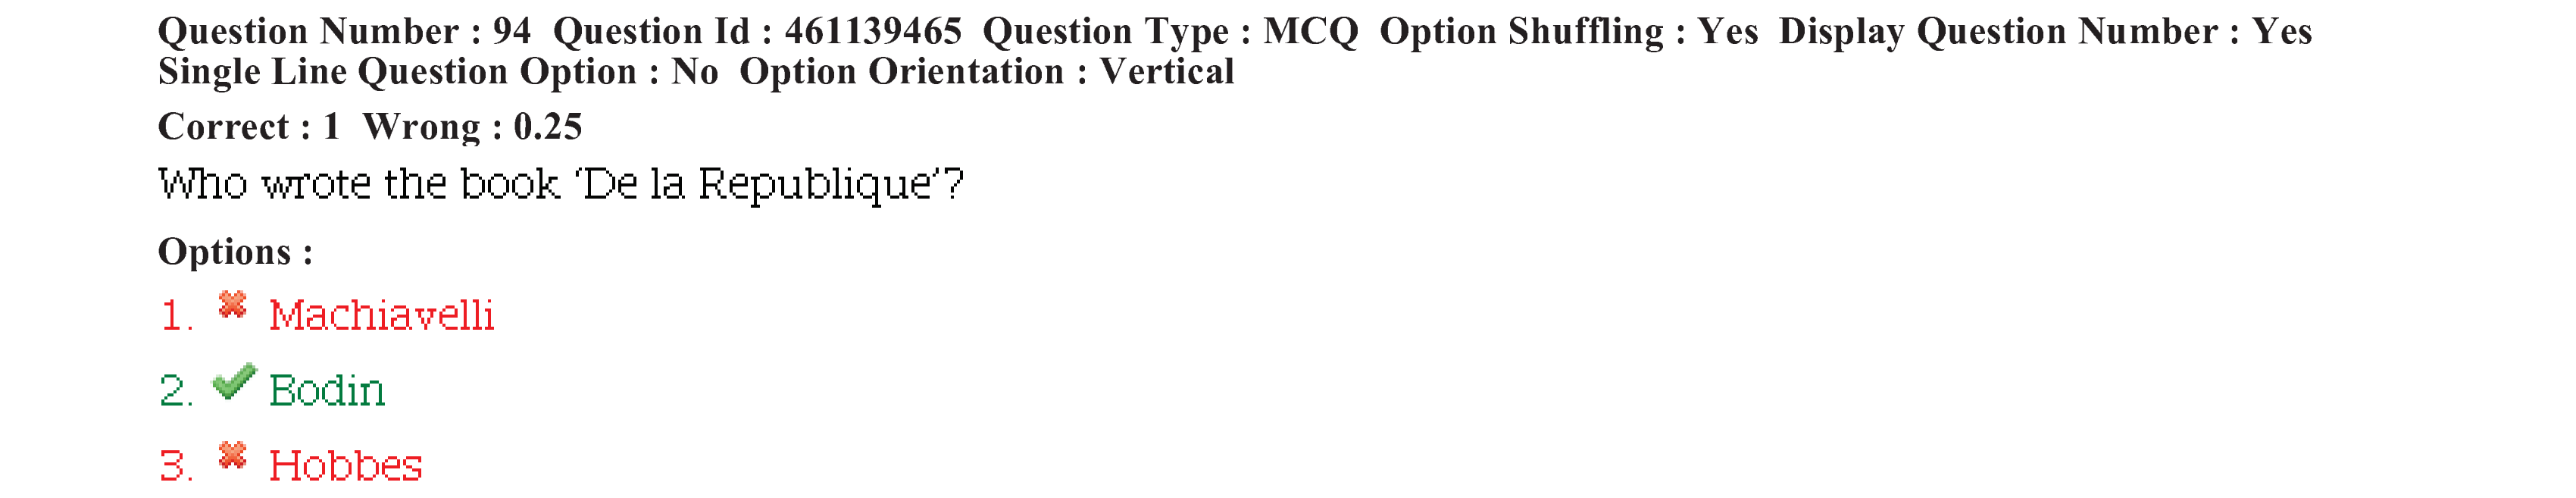 Question Number : 94 Question Id : 461139465 Question Type : MCQ Option Shuffling : Yes Display Question Number : Yes
Single Line Question Option : No Option Orientation : Vertical
Correct : 1 Wrong : 0.25
Who wrote the book ‘De la Republique’?
Options :
1. Machiavelli
2. Bodin
3. Hobbes